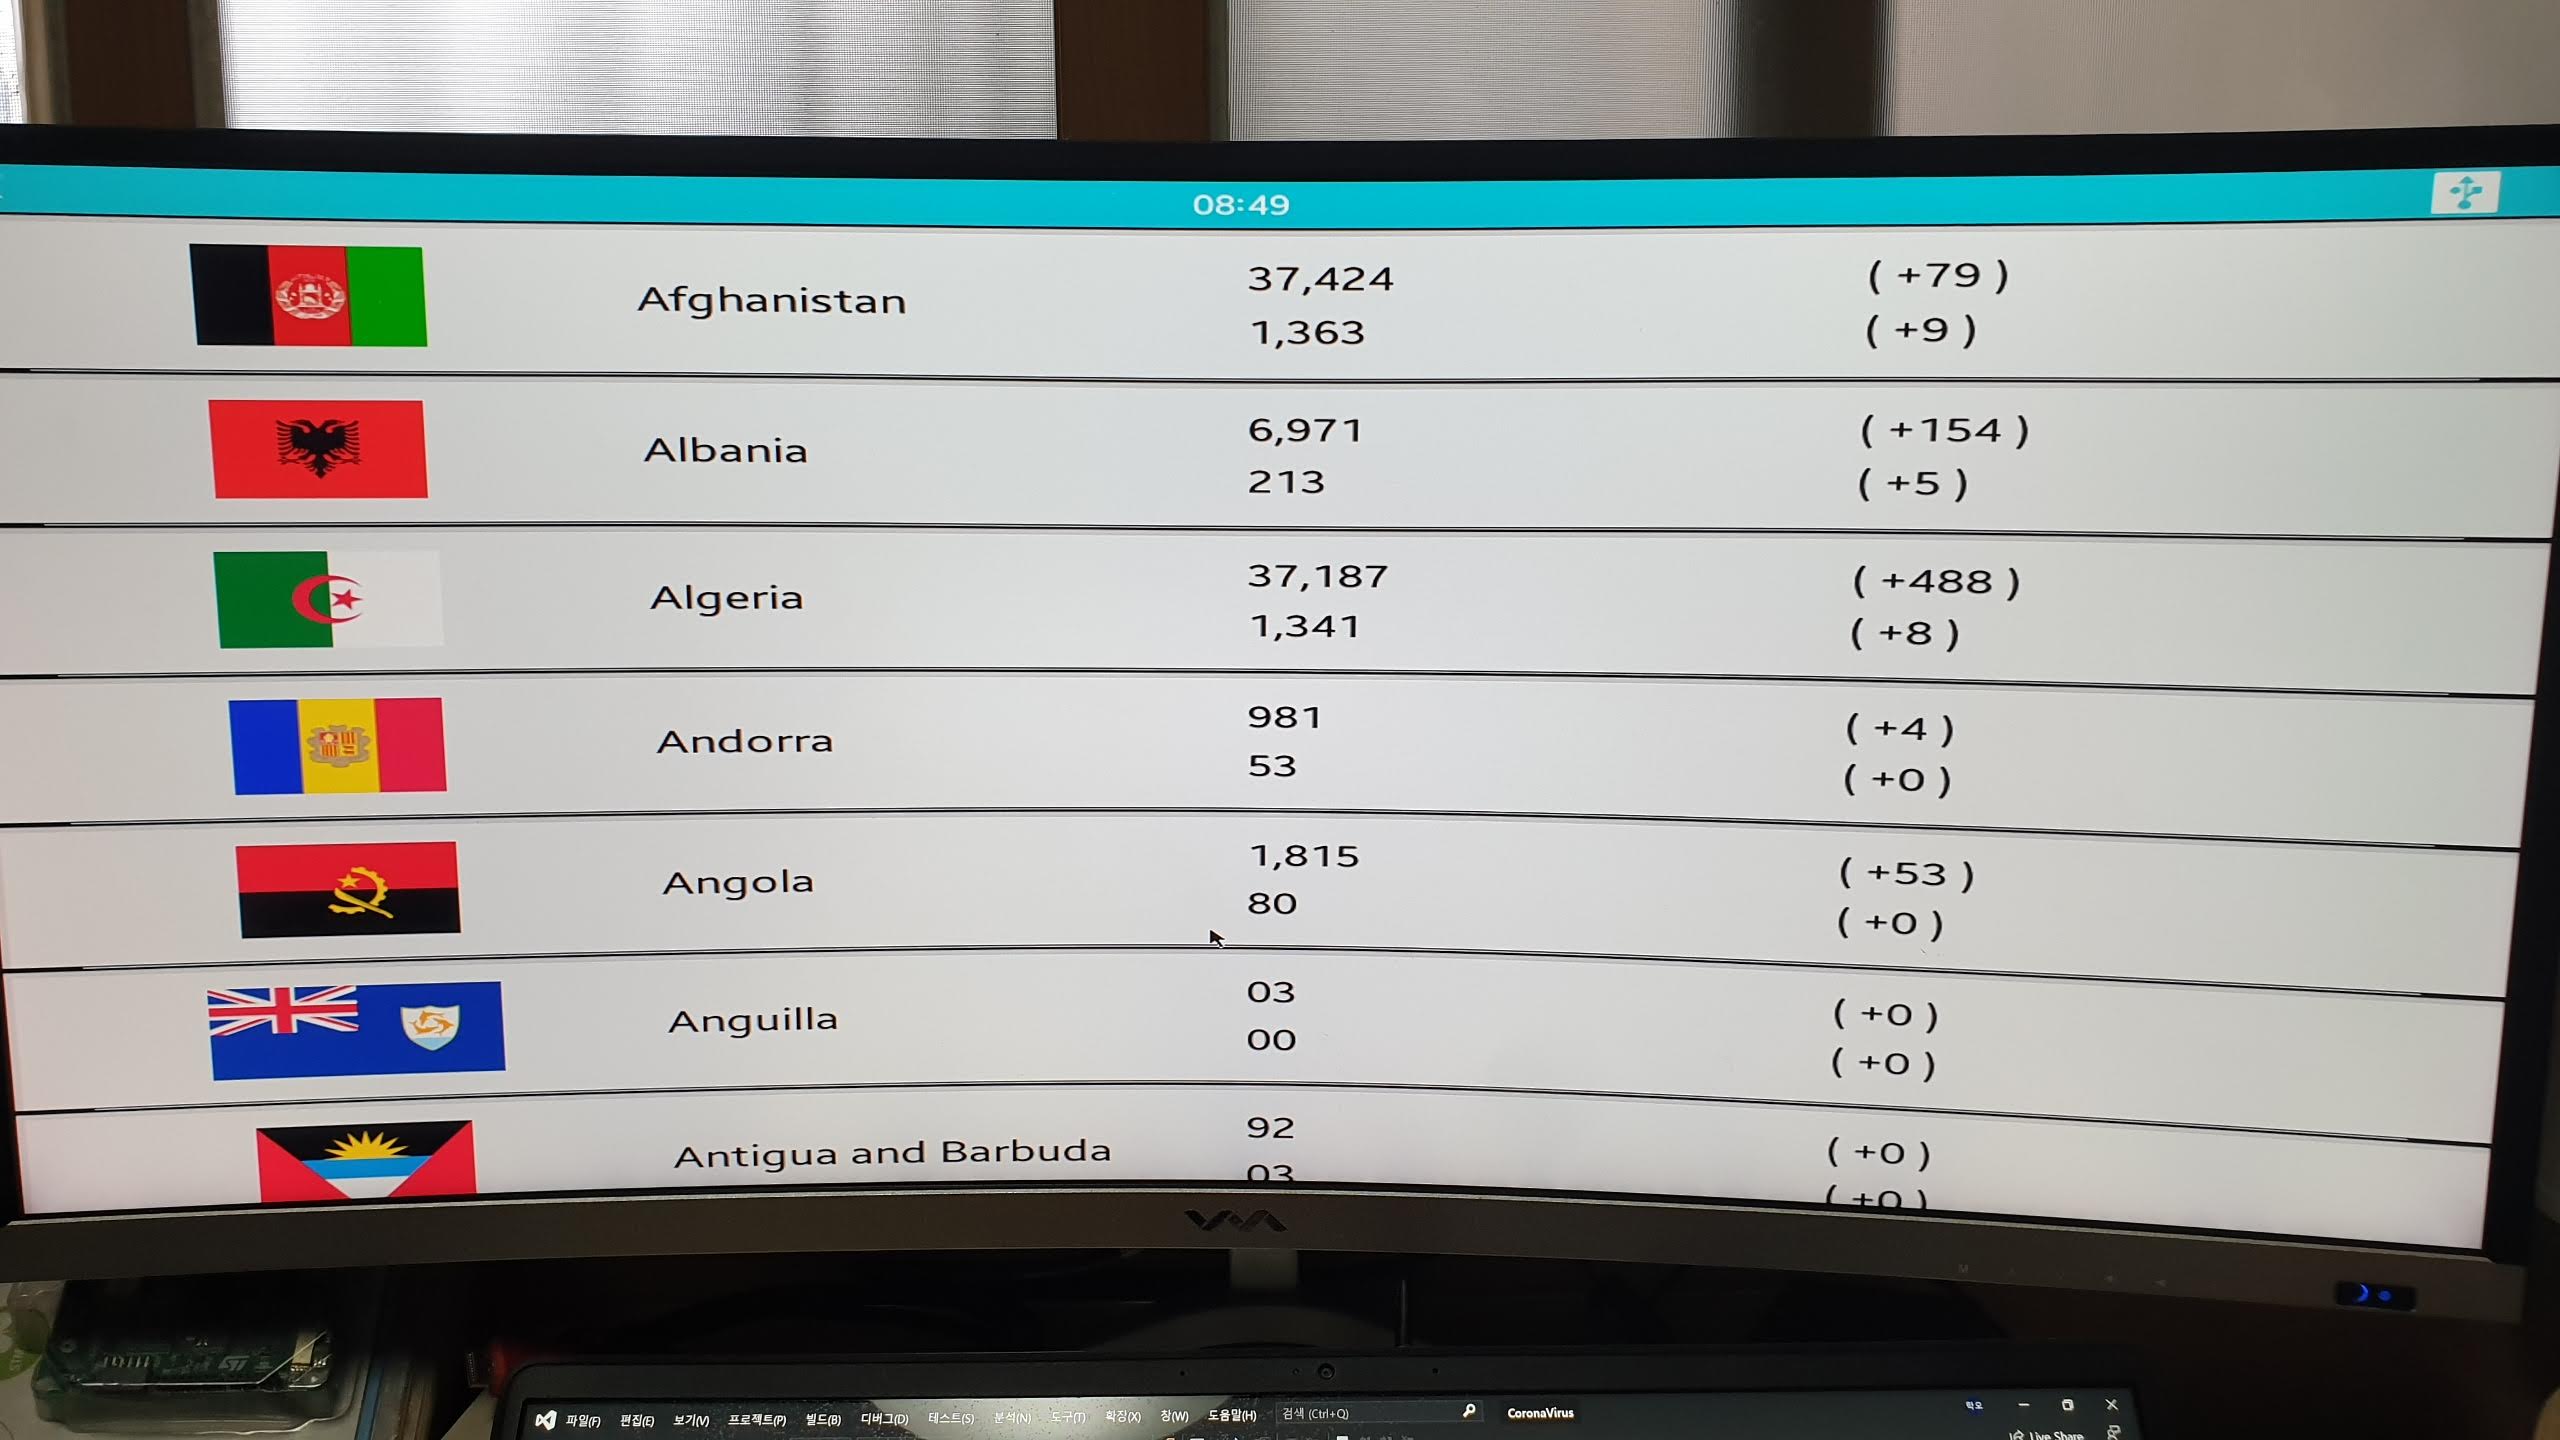 08:49
Afghanistan
37,424
( +79 )
1,363
( +9 )
Albania
6,971
( +154 )
213
( +5 )
Algeria
37,187
( +488 )
1,341
( +8 )
Andorra
981
( +4 )
53
( +0 )
Angola
1,815
( +53 )
80
( +0 )
Anguilla
03
( +0 )
00
( +0 )
Antigua and Barbuda
92
( +0 )
03
( +0 )
파일(F) 편집(E) 보기(V) 프로젝트(P) 빌드(B) 디버그(D) 테스트(S) 분석(N) 도구(T) 확장(X) 창(W) 도움말(H) 검색 (Ctrl+Q) CoronaVirus
Live Share